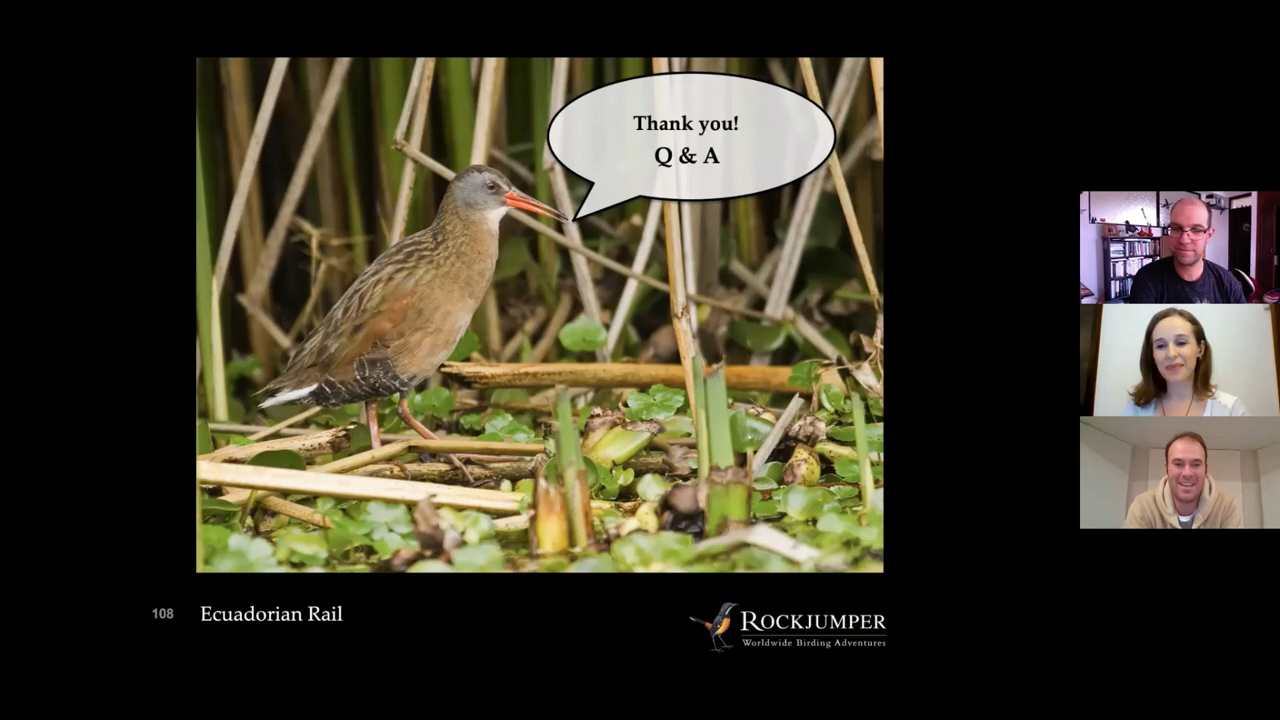 Thank you!
Q & A
108
Ecuadorian Rail
ROCKJUMPER
Worldwide Birding Adventures